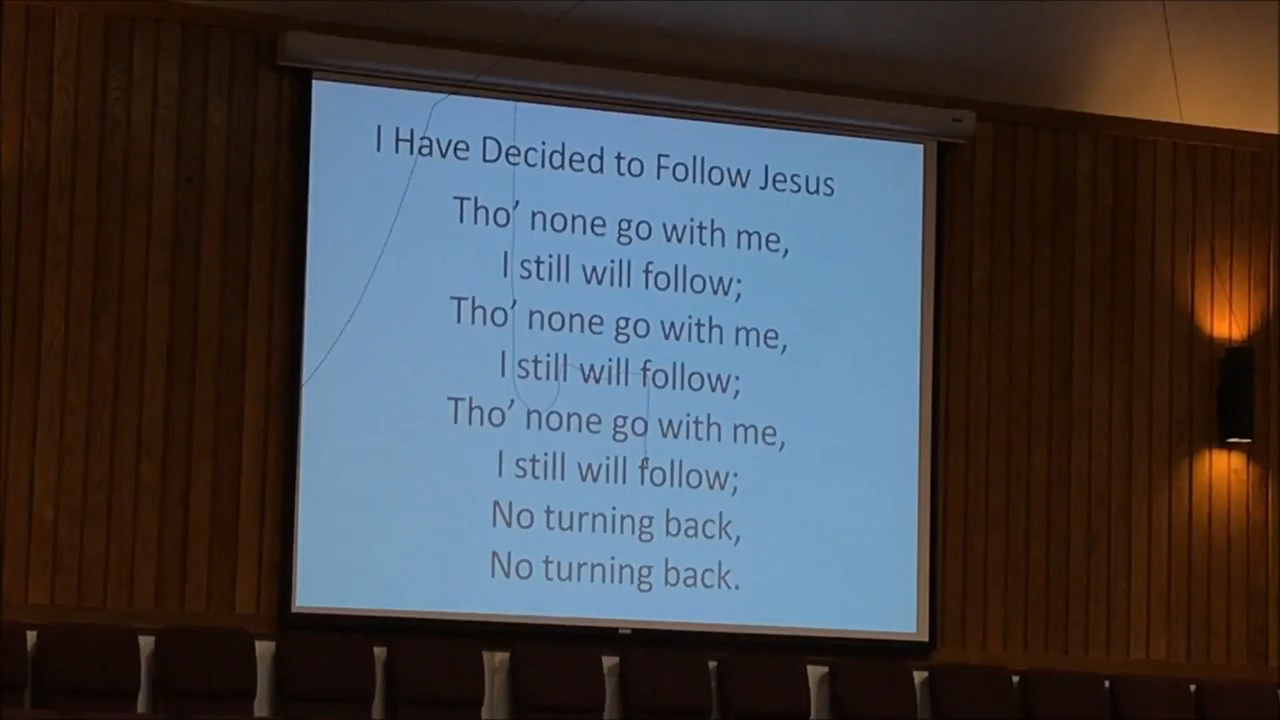 I Have Decided to Follow Jesus
Tho’ none go with me,
I still will follow;
Tho’ none go with me,
I still will follow;
Tho’ none go with me,
I still will follow;
No turning back,
No turning back.